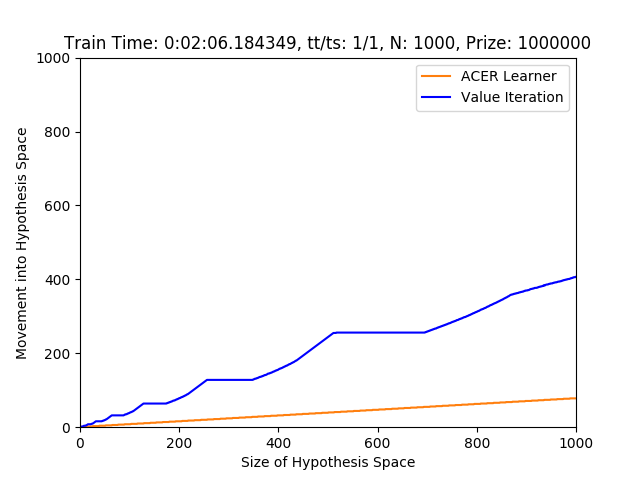 Train Time: 0:02:06.184349, tt/ts: 1/1, N: 1000, Prize: 1000000
ACER Learner
Value Iteration
Movement into Hypothesis Space
1000
800
600
400
200
0
0 200 400 600 800 1000
Size of Hypothesis Space